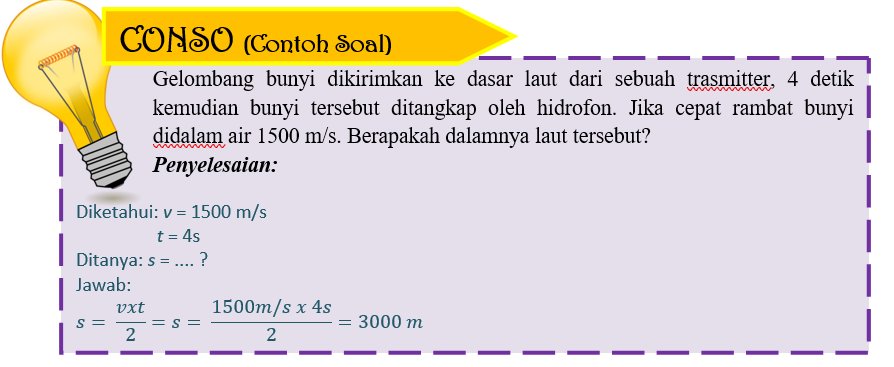 CONSO (Contoh Soal)
Gelombang bunyi dikirimkan ke dasar laut dari sebuah trasmitter, 4 detik
kemudian bunyi tersebut ditangkap oleh hidrofon. Jika cepat rambat bunyi
didalam air 1500 m/s. Berapakah dalamnya laut tersebut?
Penyelesaian:
Diketahui: v = 1500 m/s
t = 4s
Ditanya: s = .... ?
Jawab:
s = vxt/2 = s = 1500m/s x 4s/2 = 3000 m